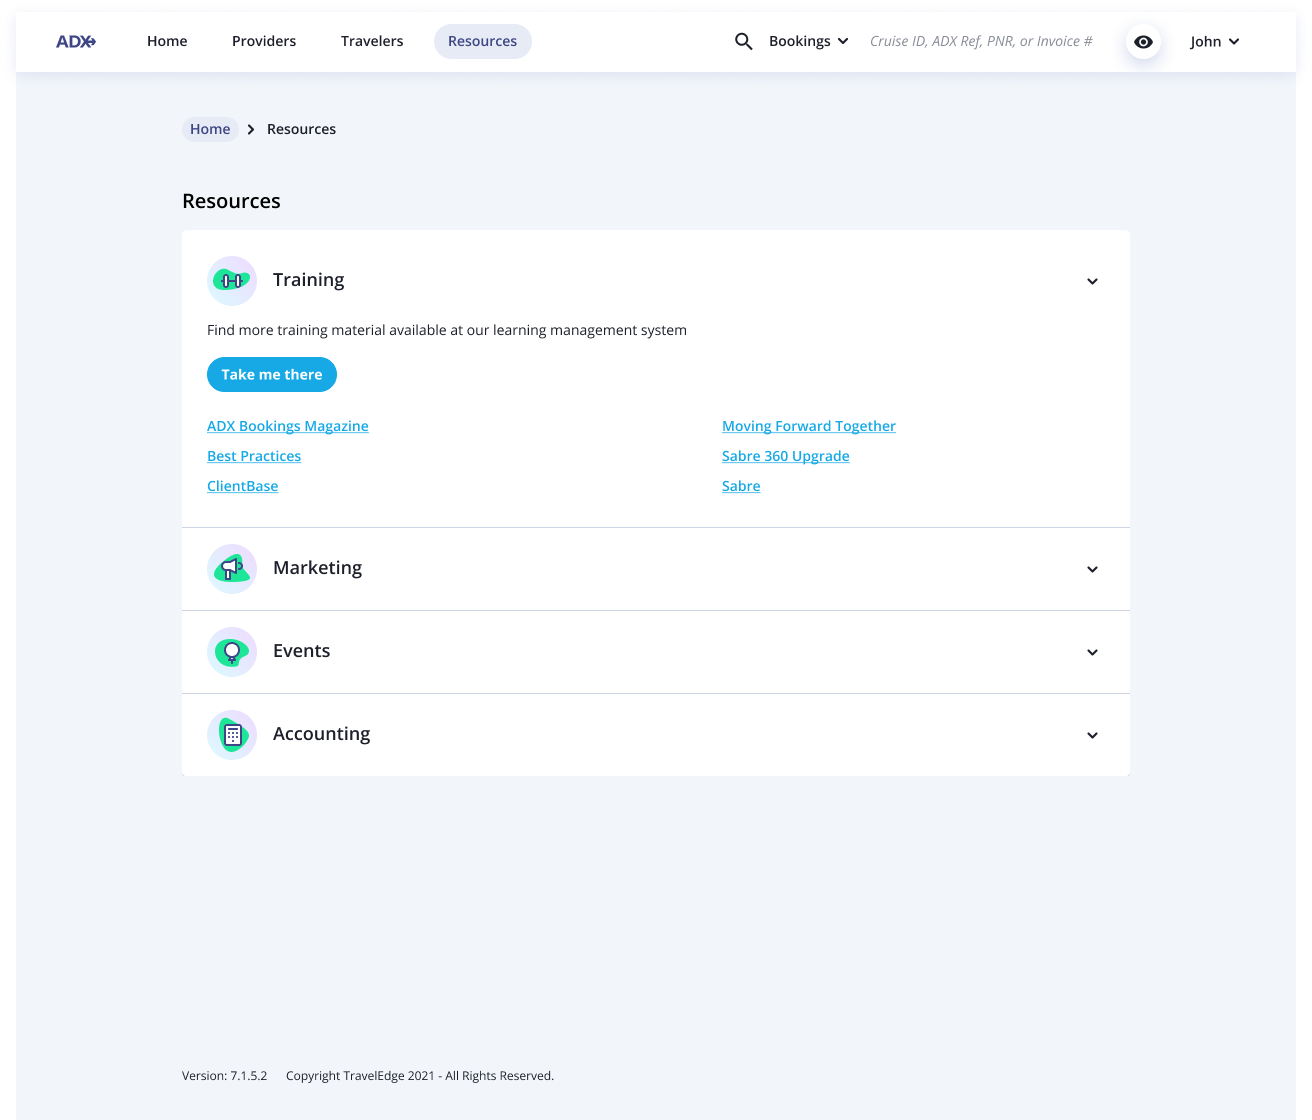 ADX
Home Providers Travelers Resources Bookings Cruise ID, ADX Ref, PNR, or Invoice # John
Home Resources
Resources
Training
Find more training material available at our learning management system
Take me there
ADX Bookings Magazine
Best Practices
ClientBase
Moving Forward Together
Sabre 360 Upgrade
Sabre
Marketing
Events
Accounting
Version: 7.1.5.2 Copyright TravelEdge 2021 - All Rights Reserved.